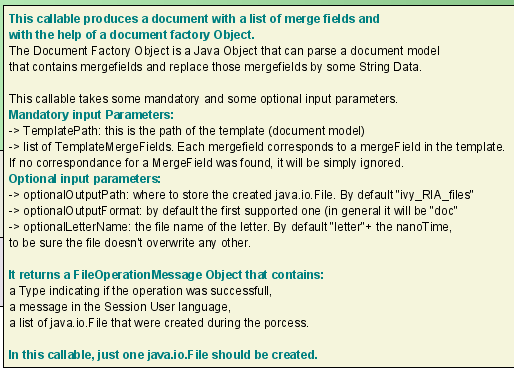 This callable produces a document with a list of merge fields and
with the help of a document factory Object.
The Document Factory Object is a Java Object that can parse a document model
that contains mergefields and replace those mergefields by some String Data.
This callable takes some mandatory and some optional input parameters.
Mandatory input Parameters:
-> TemplatePath: this is the path of the template (document model)
-> list of TemplateMergeFields. Each mergefield corresponds to a mergeField in the template.
If no correspondance for a MergeField was found, it will be simply ignored.
Optional input parameters:
-> optionalOutputPath: where to store the created java.io.File. By default "ivy_RIA_files"
-> optionalOutputFormat: by default the first supported one (in general it will be "doc"
-> optionalLetterName: the file name of the letter. By default "letter"+ the nanoTime,
to be sure the file doesn't overwrite any other.
It returns a FileOperationMessage Object that contains:
a Type indicating if the operation was successfull,
a message in the Session User language,
a list of java.io.File that were created during the porcess.
In this callable, just one java.io.File should be created.